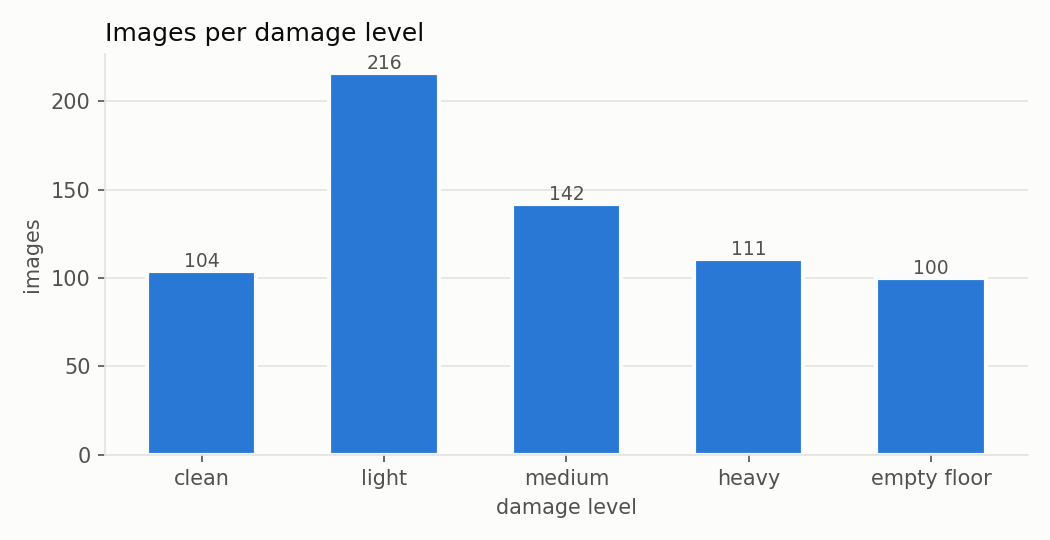 Images per damage level
216
200
150
142
111
104
100
100
50
0
images
clean light medium heavy empty floor
damage level